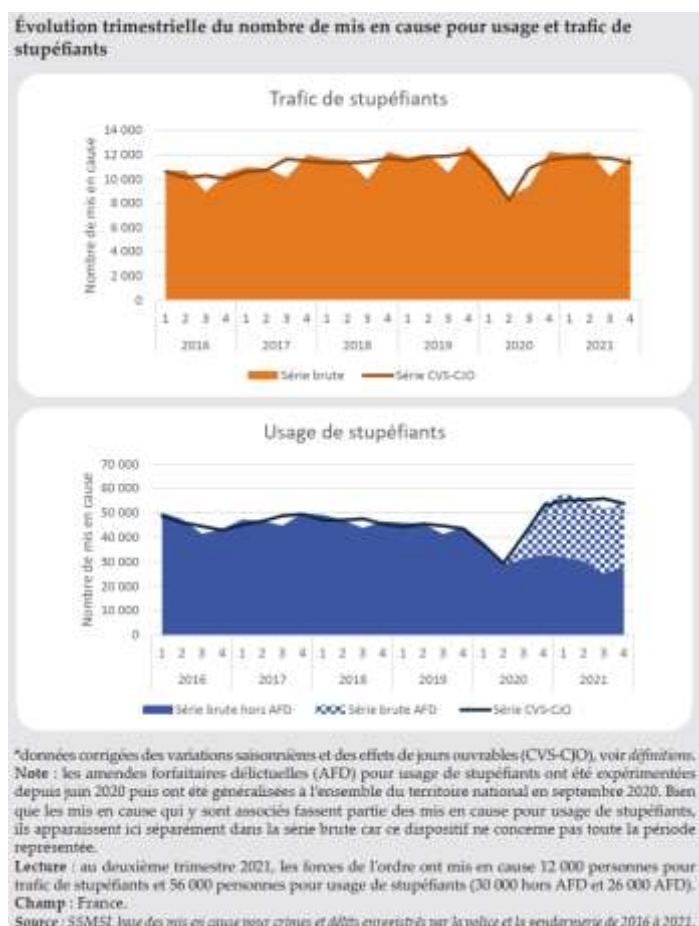 Évolution trimestrielle du nombre de mis en cause pour usage et trafic de
stupéfiants
Trafic de stupéfiants
Nombre de mis en cause
14 000
12 000
10 000
8 000
6 000
4 000
2 000
0
1 2 3 4 1 2 3 4 1 2 3 4 1 2 3 4 1 2 3 4 1 2 3 4
2016 2017 2018 2019 2020 2021
Série brute Série CVS-CJO
Usage de stupéfiants
Nombre de mis en cause
70 000
60 000
50 000
40 000
30 000
20 000
10 000
0
1 2 3 4 1 2 3 4 1 2 3 4 1 2 3 4 1 2 3 4 1 2 3 4
2016 2017 2018 2019 2020 2021
Série brute hors AFD Série brute AFD Série CVS-CJO
*données corrigées des variations saisonnières et des effets de jours ouvrables (CVS-CJO), voir définitions.
Note : les amendes forfaitaires délictuelles (AFD) pour usage de stupéfiants ont été expérimentées
depuis juin 2020 puis ont été généralisées à l'ensemble du territoire national en septembre 2020. Bien
que les mis en cause qui y sont associés fassent partie des mis en cause pour usage de stupéfiants,
ils apparaissent ici séparément dans la série brute car ce dispositif ne concerne pas toute la période
représentée.
Lecture : au deuxième trimestre 2021, les forces de l'ordre ont mis en cause 12 000 personnes pour
trafic de stupéfiants et 56 000 personnes pour usage de stupéfiants (30 000 hors AFD et 26 000 AFD).
Champ : France.
Source : SSMSI, base des mis en cause pour crimes et délits enregistrés par la police et la gendarmerie de 2016 à 2021.